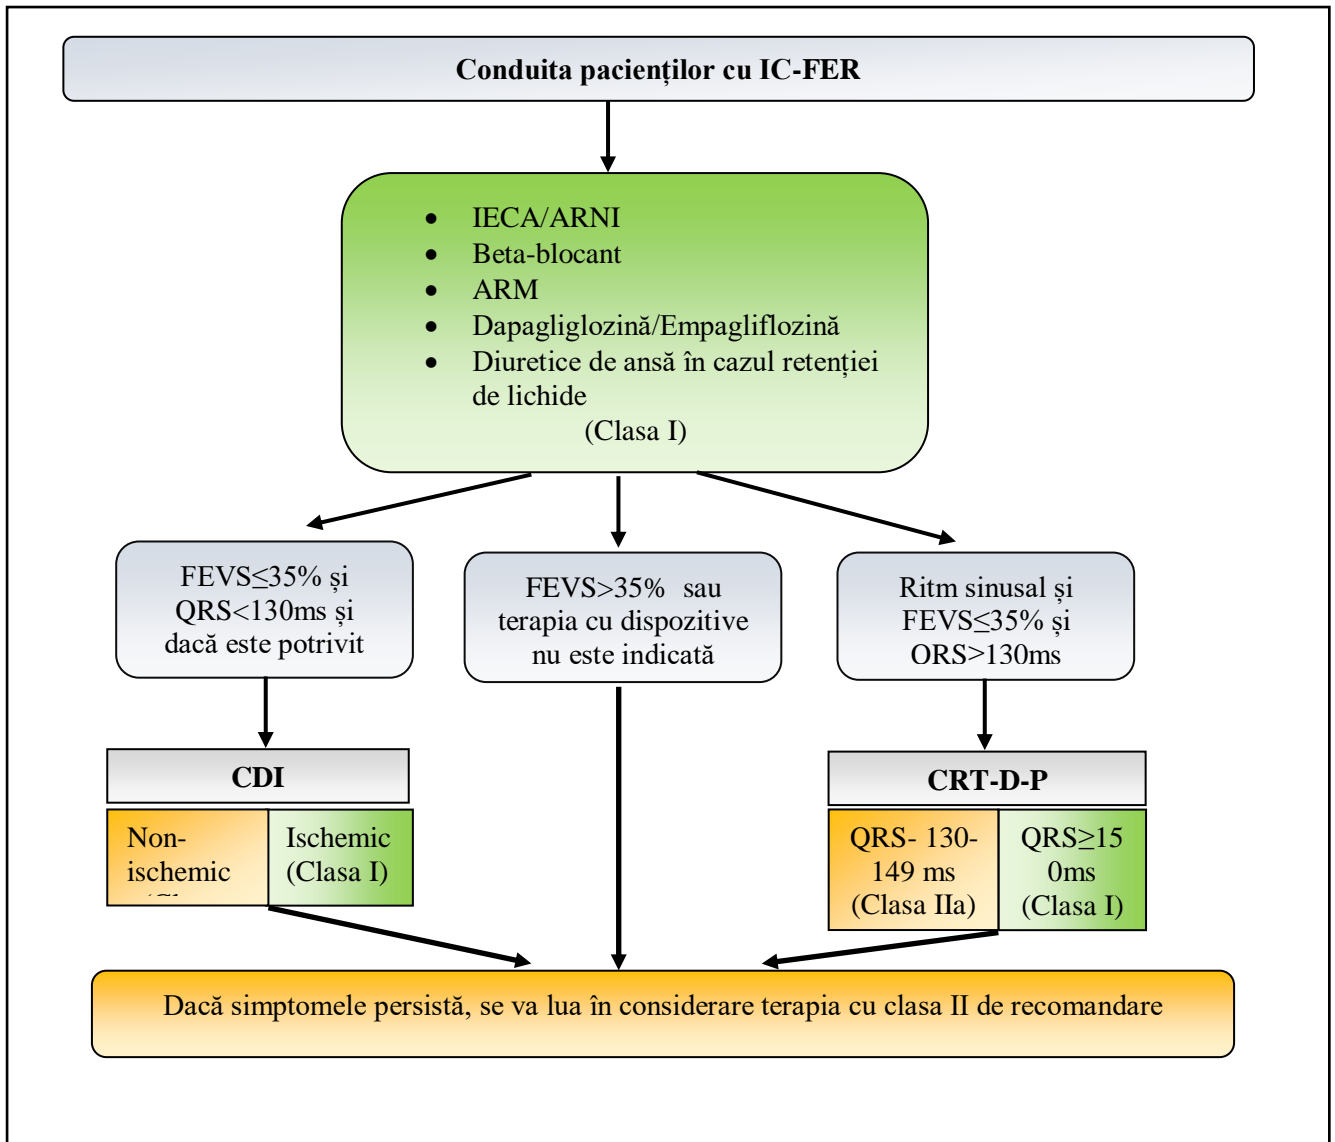 Conduita pacienților cu IC-FER
• IECA/ARNI
• Beta-blocant
• ARM
• Dapagliglozină/Empagliflozină
• Diuretice de ansă în cazul retenției
de lichide
(Clasa I)
FEVS≤35% și
QRS<130ms și
dacă este potrivit
FEVS>35% sau
terapia cu dispozitive
nu este indicată
Ritm sinusal și
FEVS≤35% și
QRS>130ms
CDI
Non-
ischemic
Ischemic
(Clasa I)
CRT-D-P
QRS- 130-
149 ms
(Clasa IIa)
QRS≥15
0ms
(Clasa I)
Dacă simptomele persistă, se va lua în considerare terapia cu clasa II de recomandare